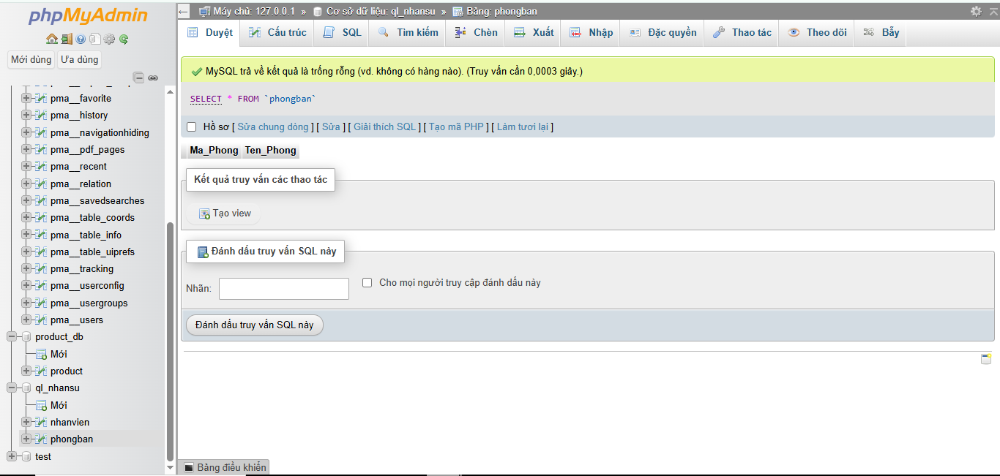 phpMyAdmin
Mới dùng Ưa dùng
pma__favorite
pma__history
pma__navigationhiding
pma__pdf_pages
pma__recent
pma__relation
pma__savedsearches
pma__table_coords
pma__table_info
pma__table_uiprefs
pma__tracking
pma__userconfig
pma__usergroups
pma__users
product_db
Mới
product
ql_nhansu
Mới
nhanvien
phongban
test
Máy chủ: 127.0.0.1 » Cơ sở dữ liệu: ql_nhansu » Bảng: phongban
Duyệt Cấu trúc SQL Tìm kiếm Chèn Xuất Nhập Đặc quyền Thao tác Theo dõi Bẫy
MySQL trả về kết quả là trống rỗng (vd. không có hàng nào). (Truy vấn cần 0,0003 giây.)
SELECT * FROM `phongban`
Hồ sơ [ Sửa chung dòng ] [ Sửa ] [ Giải thích SQL ] [ Tạo mã PHP ] [ Làm tươi lại ]
Ma_Phong Ten_Phong
Kết quả truy vấn các thao tác
Tạo view
Đánh dấu truy vấn SQL này
Nhãn: Cho mọi người truy cập đánh dấu này
Đánh dấu truy vấn SQL này
Bảng điều khiển